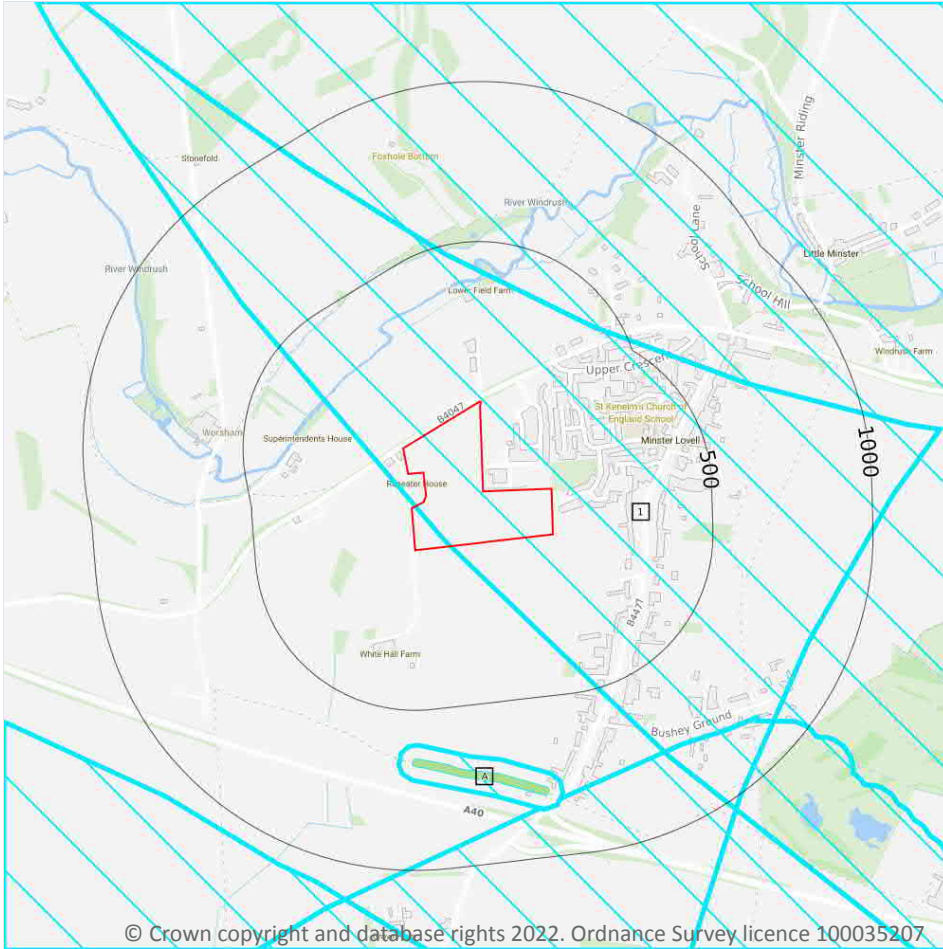 Minster Riding
Stonefold
Foxhole Bottom
River Windrush
School Lane
Little Minster
River Windrush
School Hill
Lower Field Farm
Windrush Farm
Upper Crescent
B4047
St Kenelm's Church of
England School
Worsham
Superintendents House
Minster Lovell
1000
500
Repeater House
1
B4477
White Hall Farm
Bushey Ground
A
A40
© Crown copyright and database rights 2022. Ordnance Survey licence 100035207.